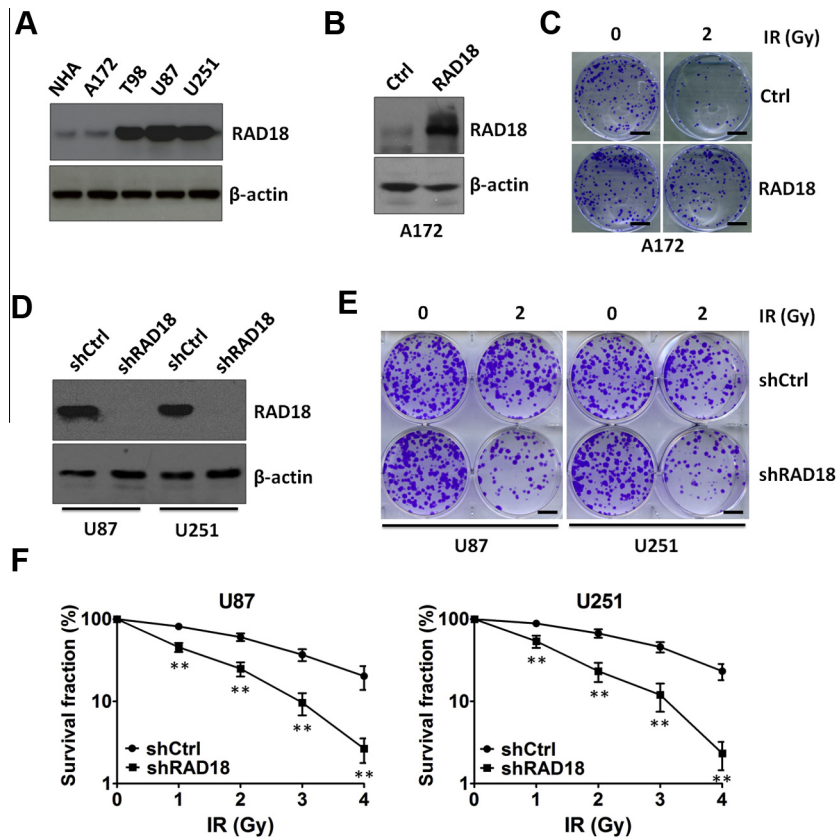 A
NHA A172 T98 U87 U251
RAD18
β-actin
B
Ctrl RAD18
RAD18
β-actin
A172
C
0 2 IR (Gy)
Ctrl
RAD18
A172
D
shCtrl shRAD18 shCtrl shRAD18
RAD18
β-actin
U87 U251
E
0 2 0 2 IR (Gy)
shCtrl
shRAD18
U87 U251
F
U87
Survival fraction (%)
100
10
1
**
**
**
**
shCtrl
shRAD18
0 1 2 3 4
IR (Gy)
U251
Survival fraction (%)
100
10
1
**
**
**
**
shCtrl
shRAD18
0 1 2 3 4
IR (Gy)